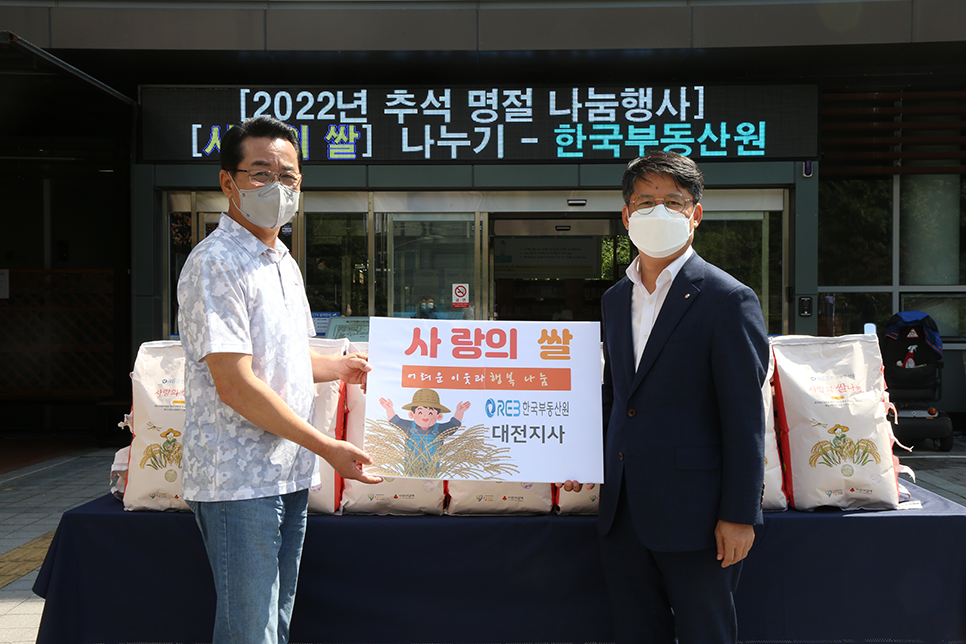 [2022년 추석 명절 나눔행사]
[사 의 쌀] 나누기 - 한국부동산원
사랑의 쌀
어려운 이웃과 행복 나눔
REB 한국부동산원
대전지사